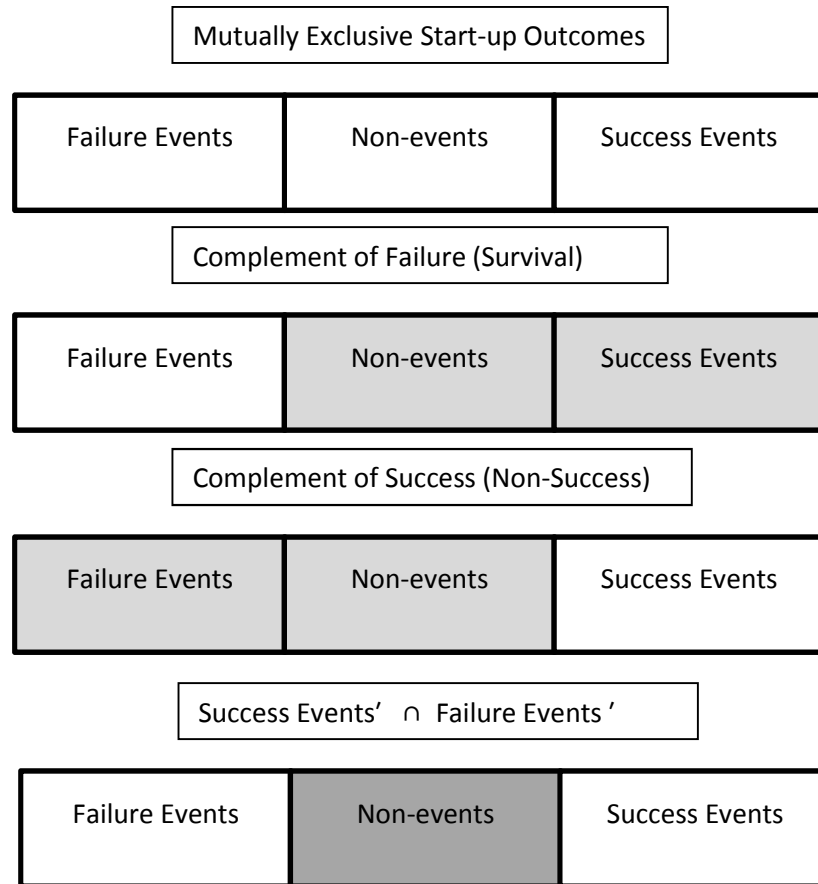 Mutually Exclusive Start-up Outcomes
Failure Events Non-events Success Events
Complement of Failure (Survival)
Failure Events Non-events Success Events
Complement of Success (Non-Success)
Failure Events Non-events Success Events
Success Events’ ∩ Failure Events ’
Failure Events Non-events Success Events